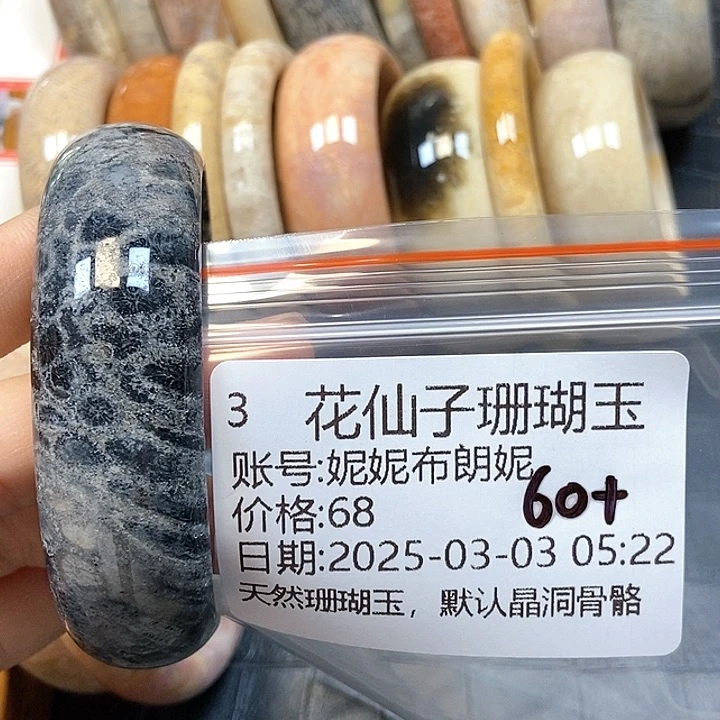 3 花仙子珊瑚玉
账号:妮妮布朗妮
60+
价格:68
日期:2025-03-03 05:22
天然珊瑚玉，默认晶洞骨骼